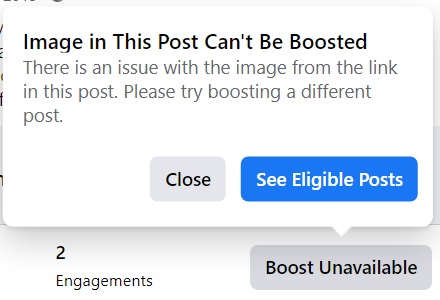 Image in This Post Can't Be Boosted
There is an issue with the image from the link
in this post. Please try boosting a different
post.
Close
See Eligible Posts
2
Engagements
Boost Unavailable